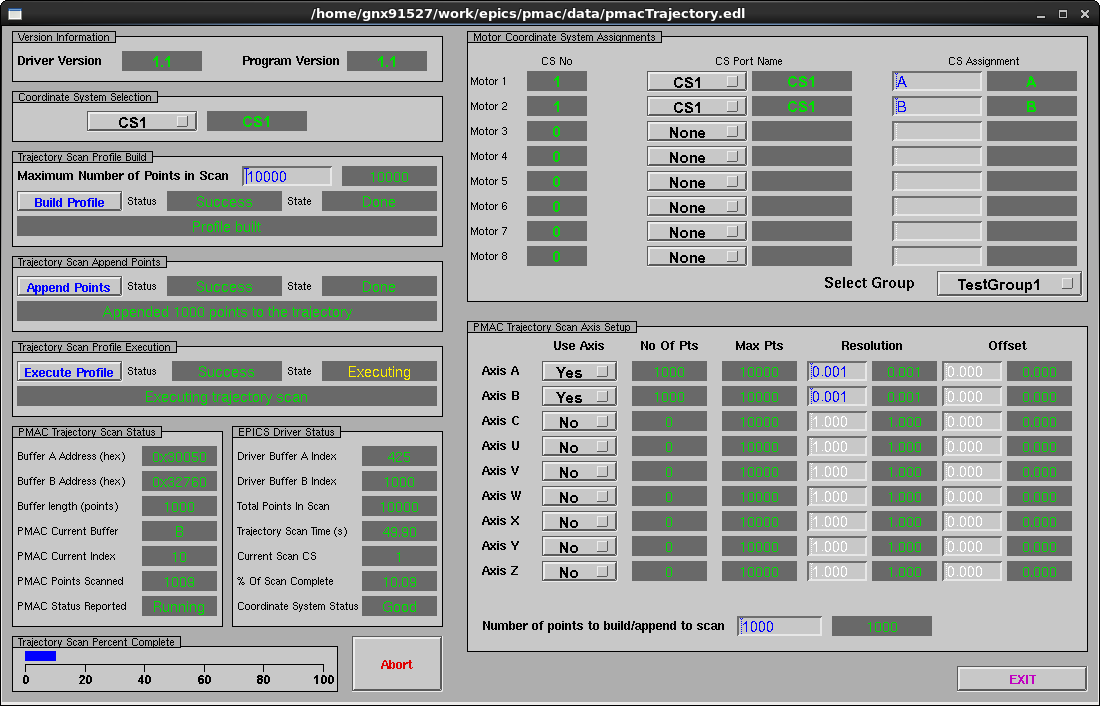 /home/gnx91527/work/epics/pmac/data/pmacTrajectory.edl
Version Information
Driver Version 1.1 Program Version 1.1
Coordinate System Selection
CS1 CS1
Trajectory Scan Profile Build
Maximum Number of Points in Scan 10000 10000
Build Profile Status Success State Done
Profile built
Trajectory Scan Append Points
Append Points Status Success State Done
Appended 1000 points to the trajectory
Trajectory Scan Profile Execution
Execute Profile Status Success State Executing
Executing trajectory scan
PMAC Trajectory Scan Status
Buffer A Address (hex) 0x30050
Buffer B Address (hex) 0x32760
Buffer length (points) 1000
PMAC Current Buffer B
PMAC Current Index 10
PMAC Points Scanned 1009
PMAC Status Reported Running
EPICS Driver Status
Driver Buffer A Index 425
Driver Buffer B Index 1000
Total Points In Scan 10000
Trajectory Scan Time (s) 49.90
Current Scan CS 1
% Of Scan Complete 10.09
Coordinate System Status Good
Trajectory Scan Percent Complete
0 20 40 60 80 100
Abort
Motor Coordinate System Assignments
CS No CS Port Name CS Assignment
Motor 1 1 CS1 CS1 A A
Motor 2 1 CS1 CS1 B B
Motor 3 0 None
Motor 4 0 None
Motor 5 0 None
Motor 6 0 None
Motor 7 0 None
Motor 8 0 None
Select Group TestGroup1
PMAC Trajectory Scan Axis Setup
Use Axis No Of Pts Max Pts Resolution Offset
Axis A Yes 1000 10000 0.001 0.001 0.000 0.000
Axis B Yes 1000 10000 0.001 0.001 0.000 0.000
Axis C No 0 10000 1.000 1.000 0.000 0.000
Axis U No 0 10000 1.000 1.000 0.000 0.000
Axis V No 0 10000 1.000 1.000 0.000 0.000
Axis W No 0 10000 1.000 1.000 0.000 0.000
Axis X No 0 10000 1.000 1.000 0.000 0.000
Axis Y No 0 10000 1.000 1.000 0.000 0.000
Axis Z No 0 10000 1.000 1.000 0.000 0.000
Number of points to build/append to scan 1000 1000
EXIT